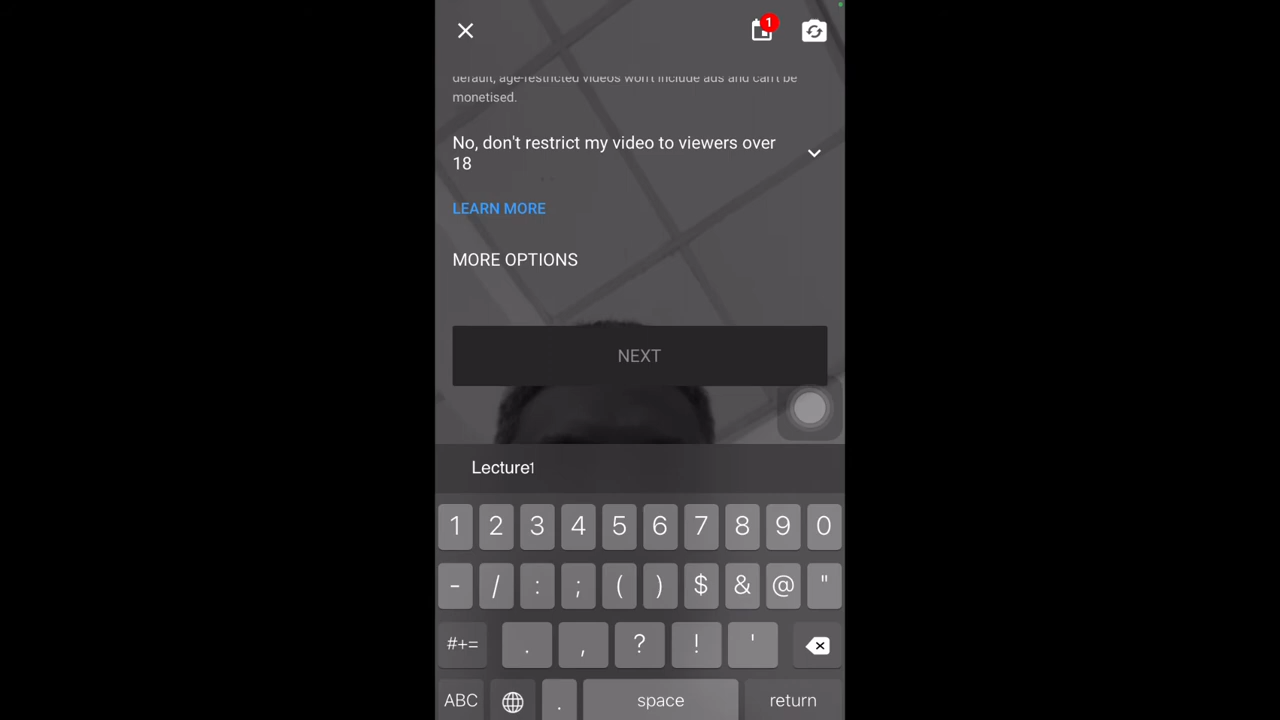 1
default, age-restricted videos won't include ads and can't be
monetised.
No, don't restrict my video to viewers over
18
LEARN MORE
MORE OPTIONS
NEXT
Lecture1
1 2 3 4 5 6 7 8 9 0
- / : ; ( ) $ & @ "
#+= . , ? ! '
ABC . space return